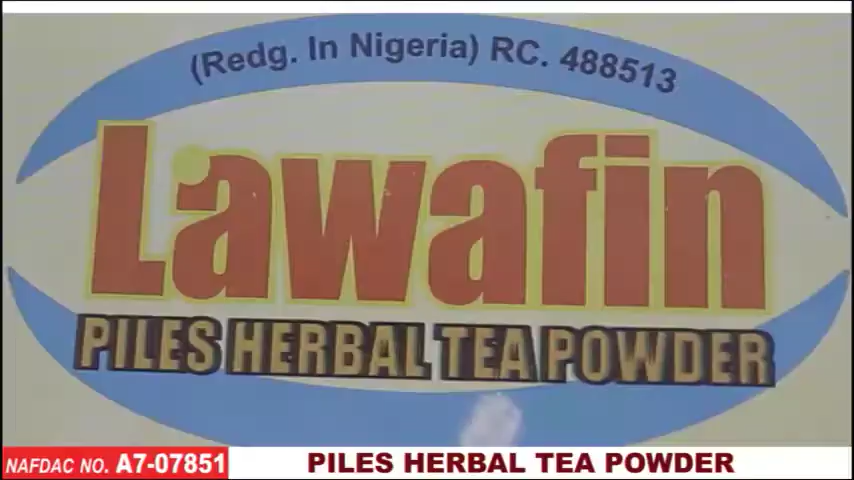 (Redg. In Nigeria) RC. 488513
Lawafin
PILES HERBAL TEA POWDER
NAFDAC NO. A7-07851
PILES HERBAL TEA POWDER